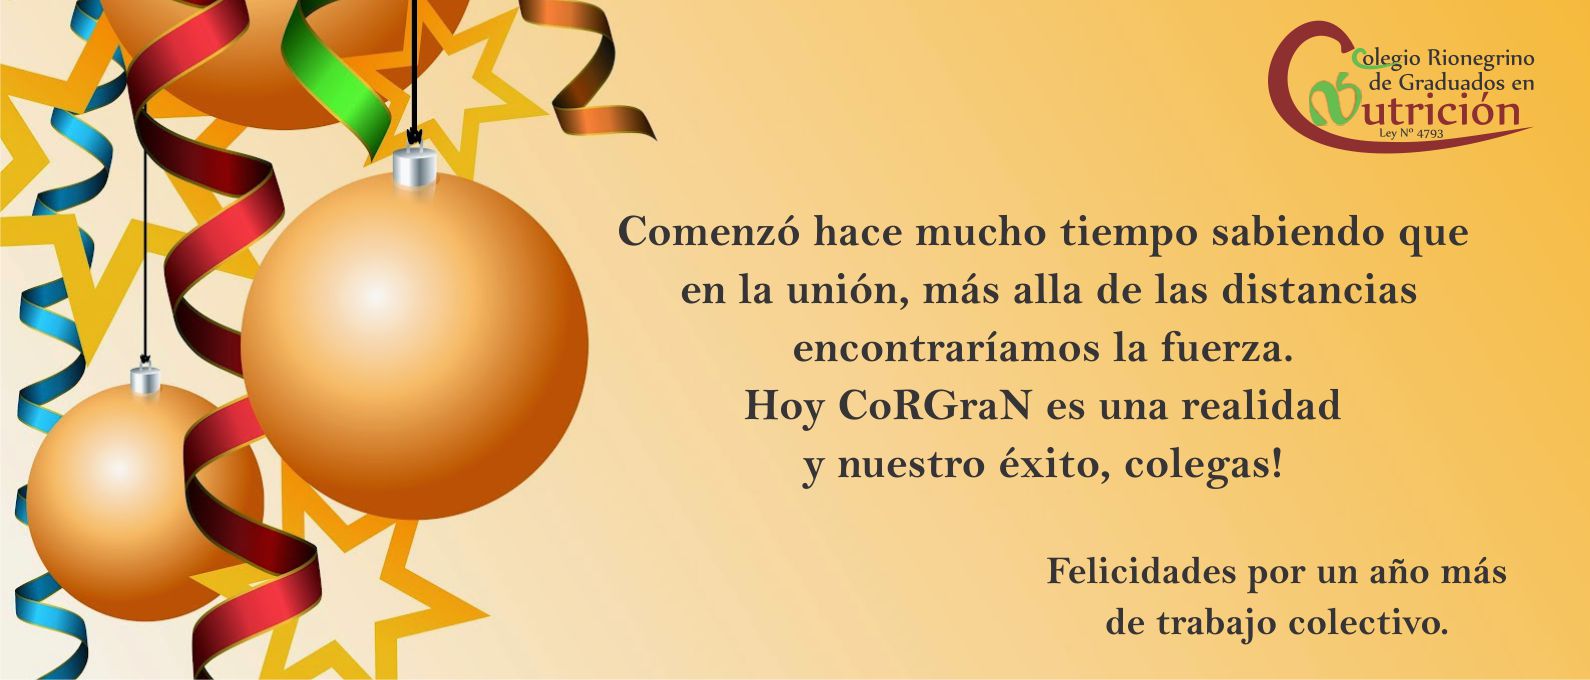 Colegio Rionegrino
de Graduados en
Nutrición
Ley Nº 4793
Comenzó hace mucho tiempo sabiendo que
en la unión, más alla de las distancias
encontraríamos la fuerza.
Hoy CoRGraN es una realidad
y nuestro éxito, colegas!
Felicidades por un año más
de trabajo colectivo.